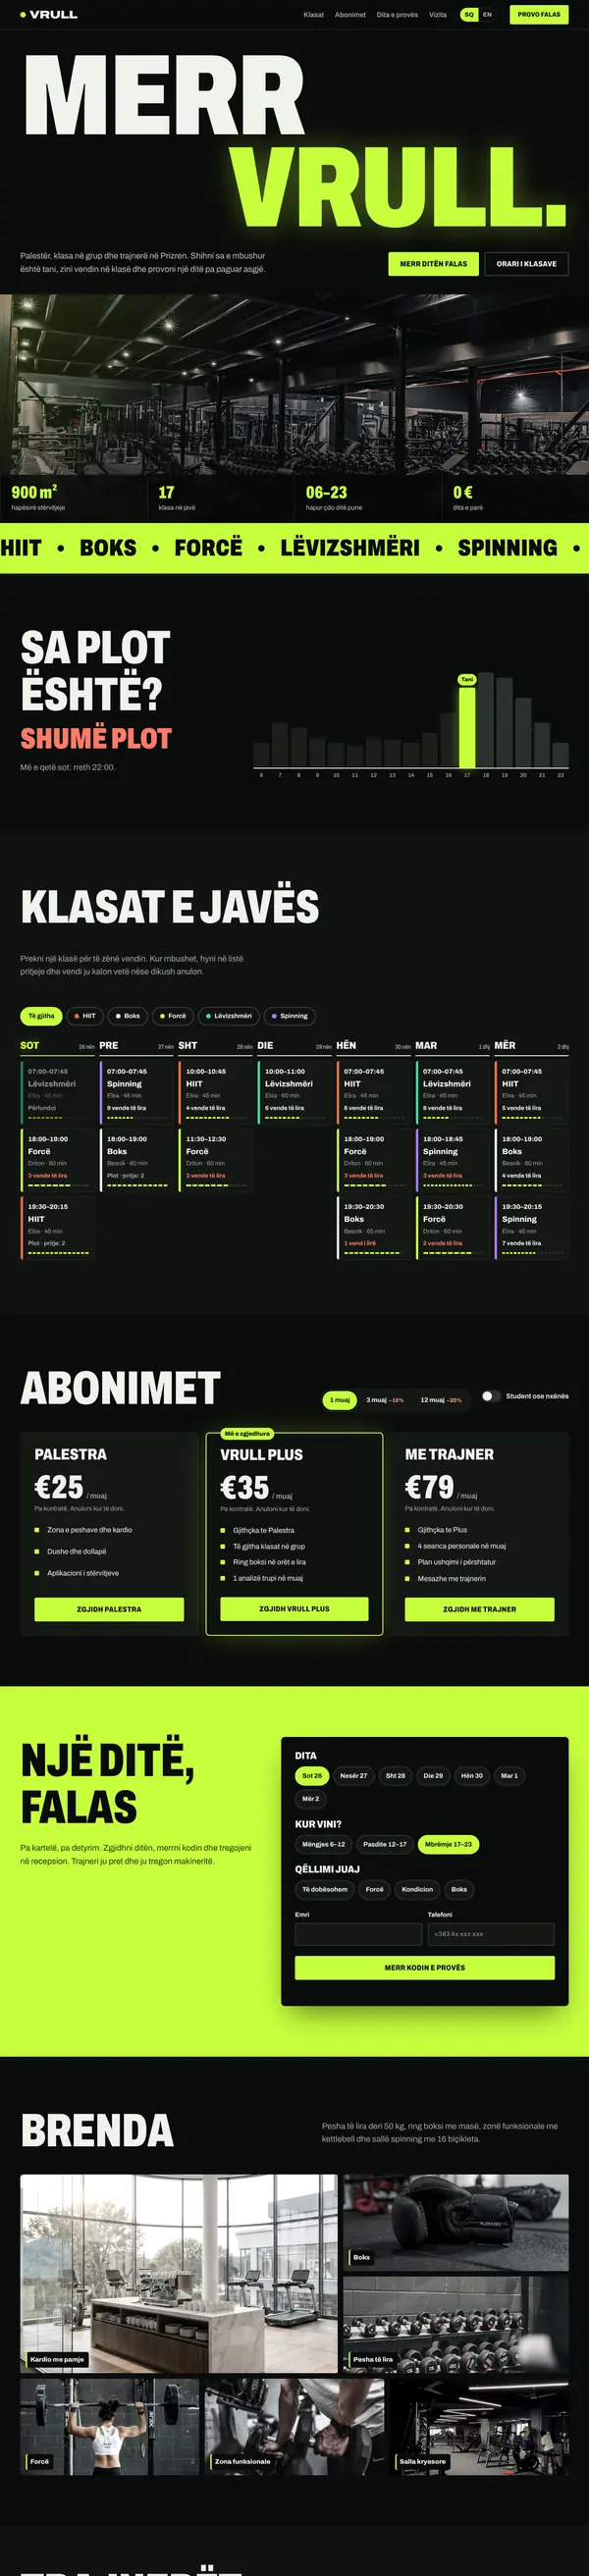 VRULL
Klasat Abonimet Dita e provës Vizita SQ EN PROVO FALAS
MERR
VRULL.
Palestër, klasa në grup dhe trajnerë në Prizren. Shihni sa e mbushur
është tani, zini vendin në klasë dhe provoni një ditë pa paguar asgjë.
MERR DITËN FALAS ORARI I KLASAVE
900 m² 17 06–23 0 €
hapësirë stërvitjeje klasa në javë hapur çdo ditë pune dita e parë
HIIT • BOKS • FORCË • LËVIZSHMËRI • SPINNING •
SA PLOT
ËSHTË?
SHUMË PLOT
Më e qetë sot: rreth 22:00.
Tani
6 7 8 9 10 11 12 13 14 15 16 17 18 19 20 21 22
KLASAT E JAVËS
Prekni një klasë për të zënë vendin. Kur mbushet, hyni në listë
pritjeje dhe vendi ju kalon vetë nëse dikush anulon.
Të gjitha HIIT Boks Forcë Lëvizshmëri Spinning
SOT 26 nën PRE 27 nën SHT 28 nën DIE 29 nën HËN 30 nën MAR 1 dhj MËR 2 dhj
07:00–07:45 07:00–07:45 10:00–10:45 10:00–11:00 07:00–07:45 07:00–07:45 07:00–07:45
Lëvizshmëri Spinning HIIT Lëvizshmëri HIIT Lëvizshmëri HIIT
Elira · 45 min Elira · 45 min Elira · 45 min Elira · 60 min Elira · 45 min Elira · 45 min Elira · 45 min
Përfundoi 9 vende të lira 4 vende të lira 6 vende të lira 6 vende të lira 8 vende të lira 5 vende të lira
18:00–19:00 18:00–19:00 11:30–12:30 18:00–19:00 18:00–18:45 18:00–19:00
Forcë Boks Forcë Forcë Spinning Boks
Driton · 60 min Besnik · 60 min Driton · 60 min Driton · 60 min Elira · 45 min Besnik · 60 min
3 vende të lira Plot · pritje: 2 3 vende të lira 3 vende të lira 3 vende të lira 4 vende të lira
19:30–20:15 19:30–20:30 19:30–20:30 19:30–20:15
HIIT Boks Forcë Spinning
Elira · 45 min Besnik · 60 min Driton · 60 min Elira · 45 min
Plot · pritje: 2 1 vend i lirë 2 vende të lira 7 vende të lira
ABONIMET
1 muaj 3 muaj −10% 12 muaj −20% Student ose nxënës
Më e zgjedhura
PALESTRA VRULL PLUS ME TRAJNER
€25 / muaj €35 / muaj €79 / muaj
Pa kontratë. Anuloni kur të doni. Pa kontratë. Anuloni kur të doni. Pa kontratë. Anuloni kur të doni.
Zona e peshave dhe kardio
Dushe dhe dollapë
Aplikacioni i stërvitjeve
Gjithçka te Palestra
Të gjitha klasat në grup
Ring boksi në orët e lira
1 analizë trupi në muaj
Gjithçka te Plus
4 seanca personale në muaj
Plan ushqimi i përshtatur
Mesazhe me trajnerin
ZGJIDH PALESTRA ZGJIDH VRULL PLUS ZGJIDH ME TRAJNER
NJË DITË,
FALAS
Pa kartelë, pa detyrim. Zgjidhni ditën, merrni kodin dhe tregojeni
në recepsion. Trajneri ju pret dhe ju tregon makineritë.
DITA
Sot 26 Nesër 27 Sht 28 Die 29 Hën 30 Mar 1
Mër 2
KUR VINI?
Mëngjes 6–12 Pasdite 12–17 Mbrëmje 17–23
QËLLIMI JUAJ
Të dobësohem Forcë Kondicion Boks
Emri Telefoni
+383 4x xxx xxx
MERR KODIN E PROVËS
BRENDA
Pesha të lira deri 50 kg, ring boksi me masë, zonë funksionale me
kettlebell dhe sallë spinning me 16 biçikleta.
Boks
Kardio me pamje Pesha të lira
Forcë Zona funksionale Salla kryesore